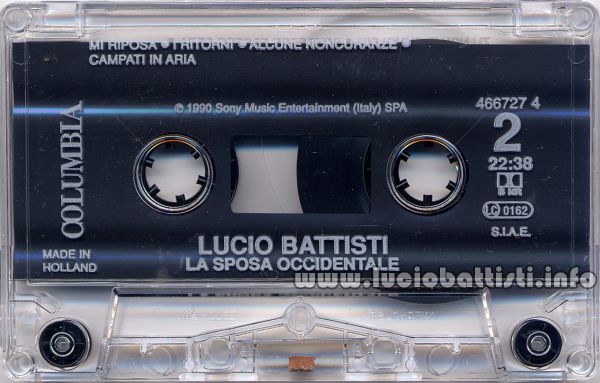 MI RIPOSA • I RITORNI • ALCUNE NONCURANZE •
CAMPATI IN ARIA
℗ 1990 Sony Music Entertainment (Italy) SPA
466727 4
2
22:38
B NR
LC 0162
S.I.A.E.
COLUMBIA
MADE IN
HOLLAND
LUCIO BATTISTI
LA SPOSA OCCIDENTALE
www.luciobattisti.info